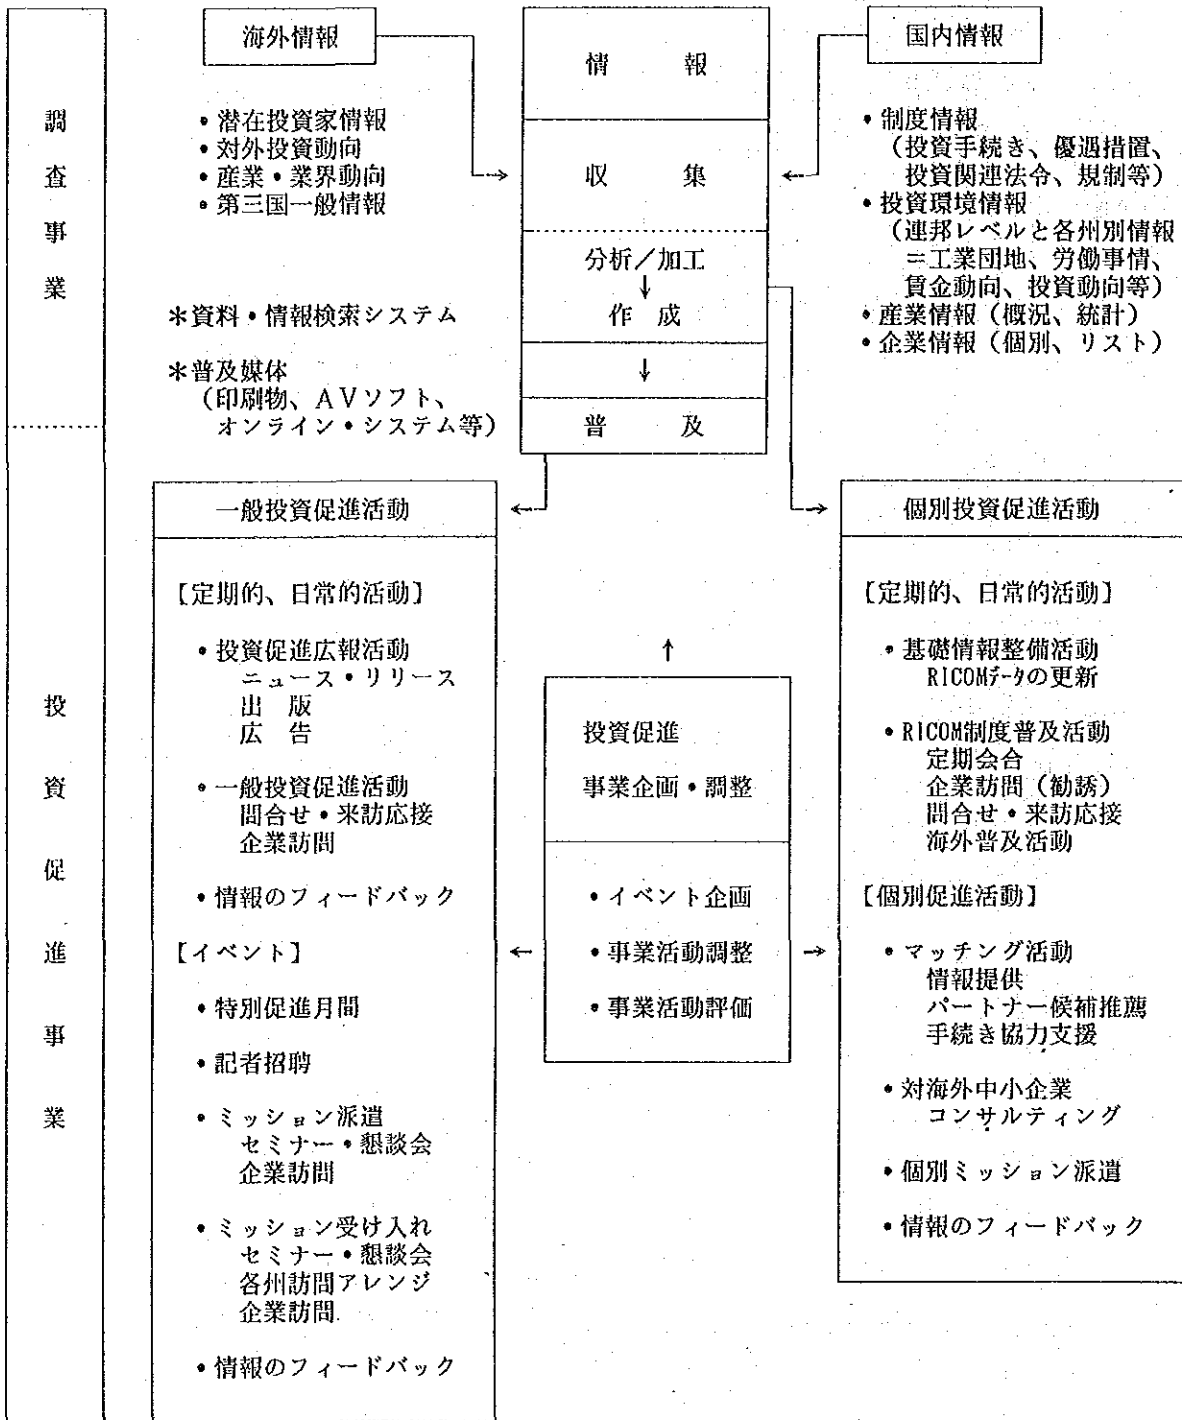 調査事業
海外情報
・潜在投資家情報
・対外投資動向
・産業・業界動向
・第三国一般情報
＊資料・情報検索システム
＊普及媒体
（印刷物、ＡＶソフト、
オンライン・システム等）
情　　報
収　　集
分析／加工
↓
作　成
↓
普　　及
国内情報
・制度情報
（投資手続き、優遇措置、
投資関連法令、規制等）
・投資環境情報
（連邦レベルと各州別情報
＝工業団地、労働事情、
賃金動向、投資動向等）
・産業情報（概況、統計）
・企業情報（個別、リスト）
投資促進事業
一般投資促進活動
【定期的、日常的活動】
・投資促進広報活動
ニュース・リリース
出　版
広　告
・一般投資促進活動
問合せ・来訪応接
企業訪問
・情報のフィードバック
【イベント】
・特別促進月間
・記者招聘
・ミッション派遣
セミナー・懇談会
企業訪問
・ミッション受け入れ
セミナー・懇談会
各州訪問アレンジ
企業訪問
・情報のフィードバック
↑
投資促進
事業企画・調整
・イベント企画
・事業活動調整
・事業活動評価
個別投資促進活動
【定期的、日常的活動】
・基礎情報整備活動
RICOMﾃﾞｰﾀの更新
・RICOM制度普及活動
定期会合
企業訪問（勧誘）
問合せ・来訪応接
海外普及活動
【個別促進活動】
・マッチング活動
情報提供
パートナー候補推薦
手続き協力支援
・対海外中小企業
コンサルティング
・個別ミッション派遣
・情報のフィードバック